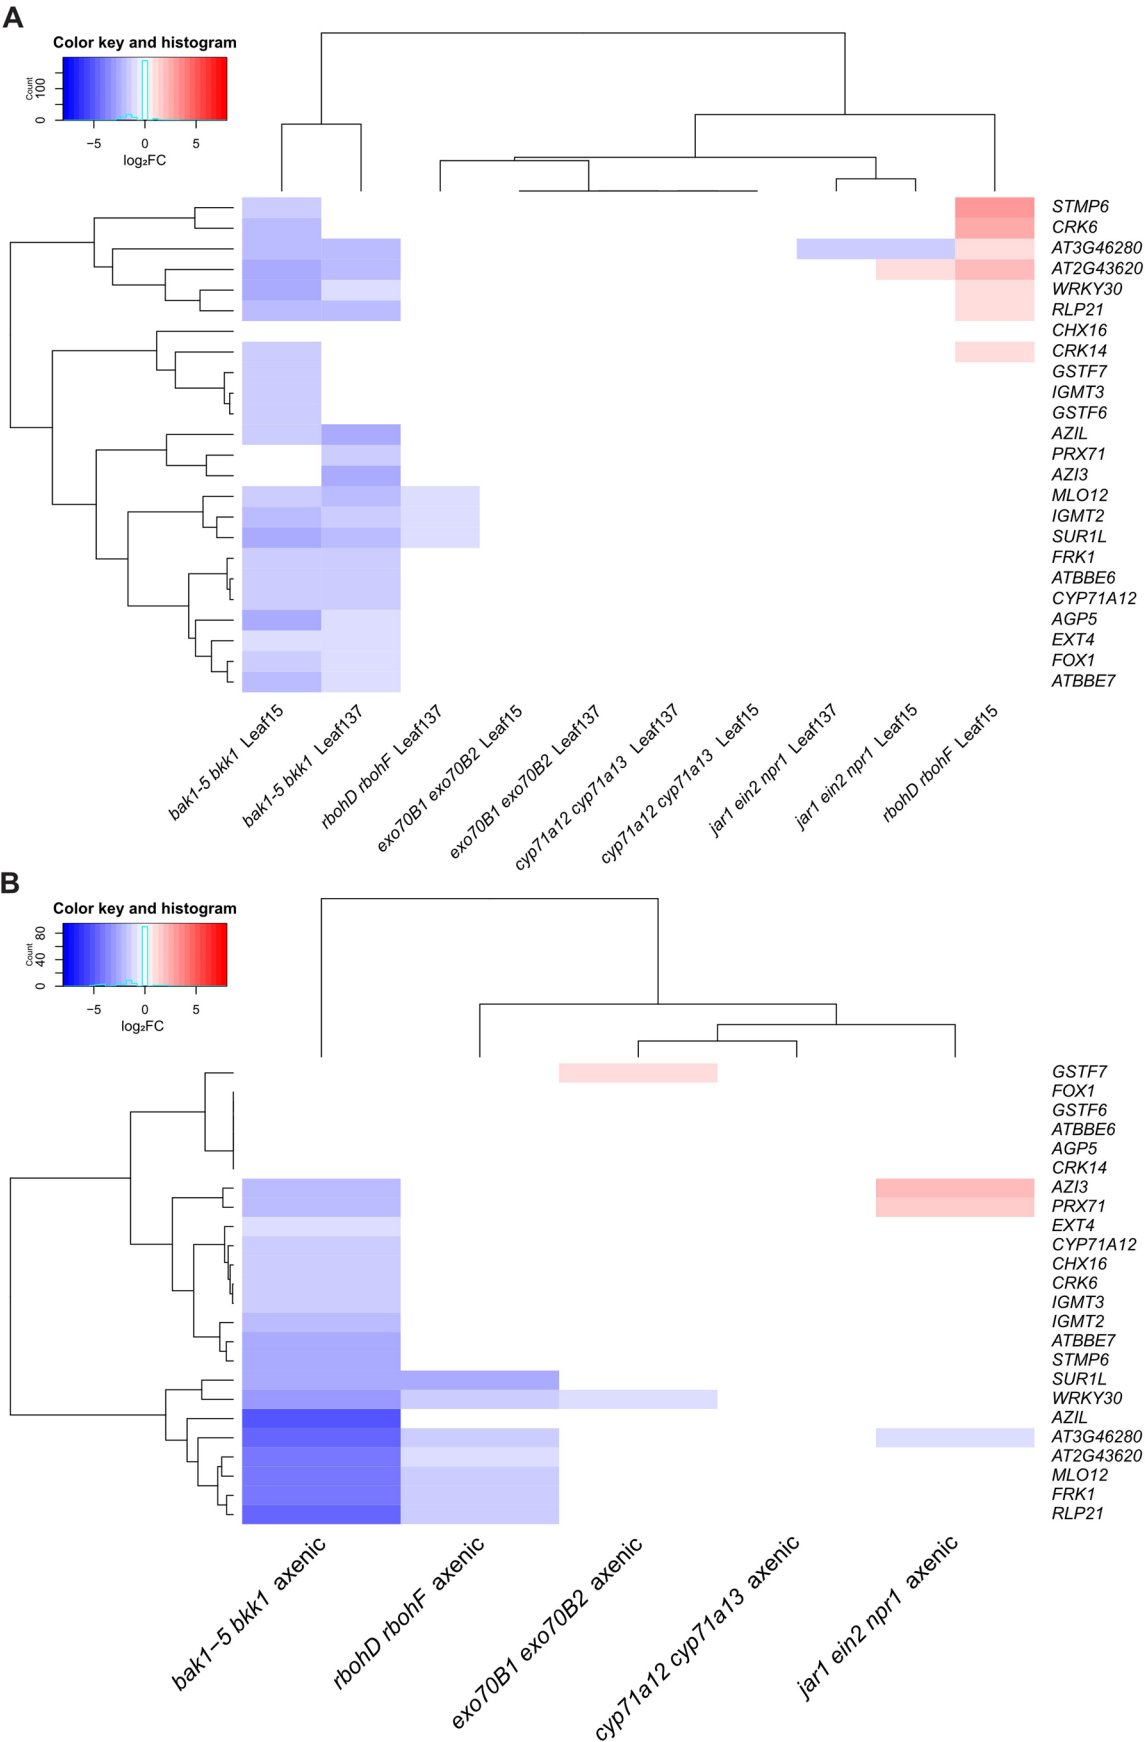 A
Color key and histogram
Count
0 100
−5 0 5
log₂FC
STMP6
CRK6
AT3G46280
AT2G43620
WRKY30
RLP21
CHX16
CRK14
GSTF7
IGMT3
GSTF6
AZIL
PRX71
AZI3
MLO12
IGMT2
SUR1L
FRK1
ATBBE6
CYP71A12
AGP5
EXT4
FOX1
ATBBE7
bak1-5 bkk1 Leaf15
bak1-5 bkk1 Leaf137
rbohD rbohF Leaf137
exo70B1 exo70B2 Leaf15
exo70B1 exo70B2 Leaf137
cyp71a12 cyp71a13 Leaf137
cyp71a12 cyp71a13 Leaf15
jar1 ein2 npr1 Leaf137
jar1 ein2 npr1 Leaf15
rbohD rbohF Leaf15
B
Color key and histogram
Count
0 40 80
−5 0 5
log₂FC
GSTF7
FOX1
GSTF6
ATBBE6
AGP5
CRK14
AZI3
PRX71
EXT4
CYP71A12
CHX16
CRK6
IGMT3
IGMT2
ATBBE7
STMP6
SUR1L
WRKY30
AZIL
AT3G46280
AT2G43620
MLO12
FRK1
RLP21
bak1−5 bkk1 axenic
rbohD rbohF axenic
exo70B1 exo70B2 axenic
cyp71a12 cyp71a13 axenic
jar1 ein2 npr1 axenic